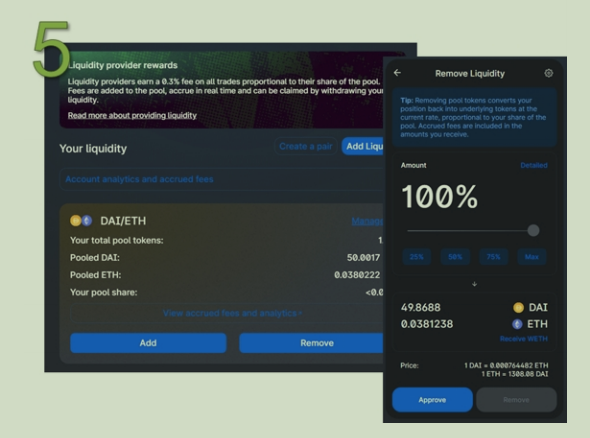 5
Liquidity provider rewards
Liquidity providers earn a 0.3% fee on all trades proportional to their share of the pool.
Fees are added to the pool, accrue in real time and can be claimed by withdrawing your
liquidity.
Read more about providing liquidity
Your liquidity
Create a pair
Add Liqu
Account analytics and accrued fees
DAI/ETH
Manage
Your total pool tokens:
1.
Pooled DAI:
50.0017
Pooled ETH:
0.0380222
Your pool share:
<0.0
View accrued fees and analytics
Add
Remove
← Remove Liquidity
Tip: Removing pool tokens converts your
position back into underlying tokens at the
current rate, proportional to your share of the
pool. Accrued fees are included in the
amounts you receive.
Amount
Detailed
100%
25%
50%
75%
Max
↓
49.8688
DAI
0.0381238
ETH
Receive WETH
Price:
1 DAI = 0.000764482 ETH
1 ETH = 1308.08 DAI
Approve
Remove